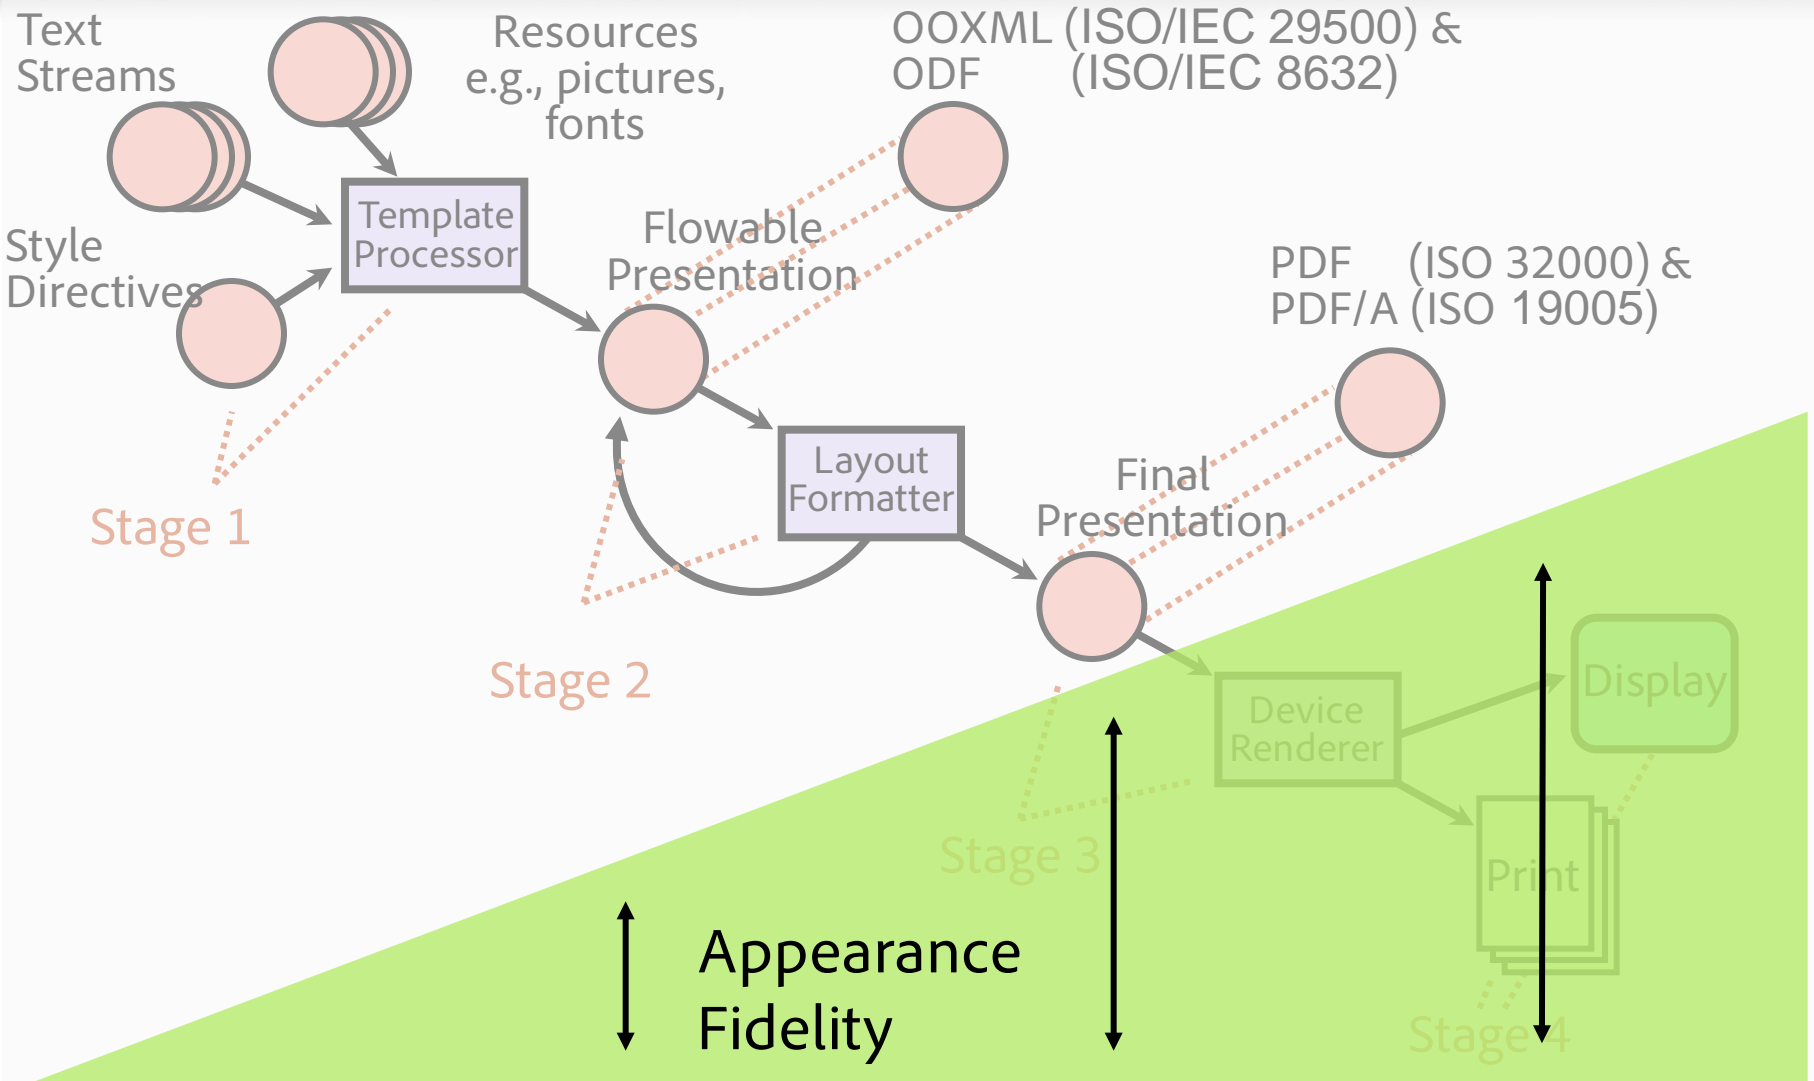 Text
Streams
Resources
e.g., pictures,
fonts
OOXML (ISO/IEC 29500) &
ODF (ISO/IEC 8632)
Template
Processor
Style
Directives
Flowable
Presentation
PDF (ISO 32000) &
PDF/A (ISO 19005)
Layout
Formatter
Final
Presentation
Stage 1
Stage 2
Device
Renderer
Display
Stage 3
Print
Appearance
Fidelity
Stage 4